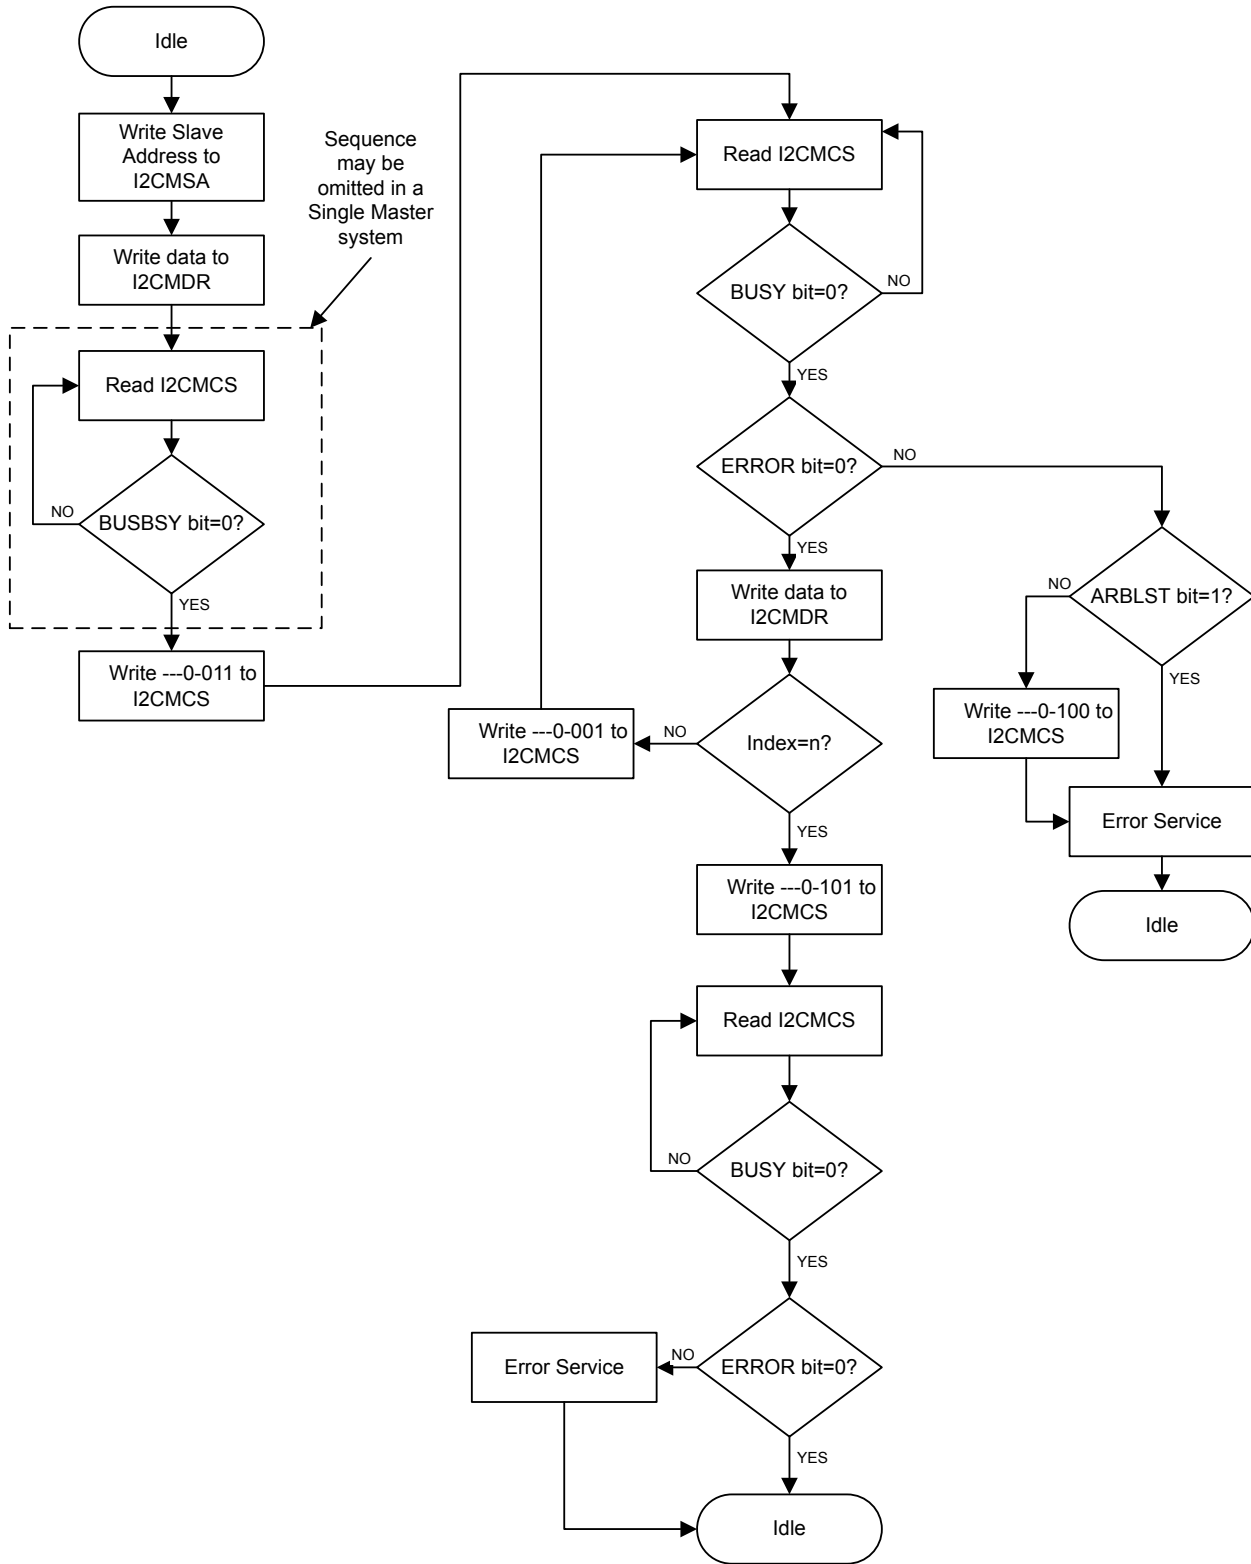 Idle
Write Slave
Address to
I2CMSA
Write data to
I2CMDR
Sequence
may be
omitted in a
Single Master
system
Read I2CMCS
BUSBSY bit=0?
NO
YES
Write ---0-011 to
I2CMCS
Read I2CMCS
BUSY bit=0?
NO
YES
ERROR bit=0?
NO
YES
Write data to
I2CMDR
Index=n?
NO
Write ---0-001 to
I2CMCS
YES
ARBLST bit=1?
NO
YES
Write ---0-100 to
I2CMCS
Error Service
Idle
Write ---0-101 to
I2CMCS
Read I2CMCS
BUSY bit=0?
NO
YES
ERROR bit=0?
NO
Error Service
YES
Idle